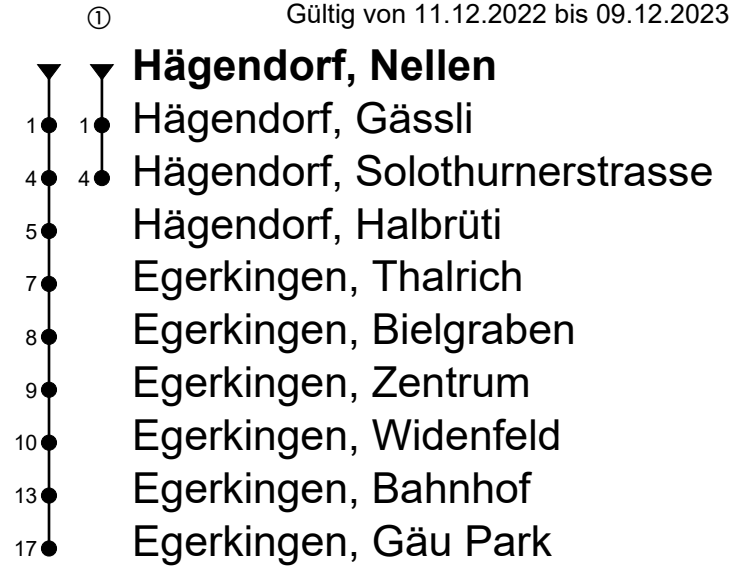 ① Gültig von 11.12.2022 bis 09.12.2023
Hägendorf, Nellen
1 1 Hägendorf, Gässli
4 4 Hägendorf, Solothurnerstrasse
5 Hägendorf, Halbrüti
7 Egerkingen, Thalrich
8 Egerkingen, Bielgraben
9 Egerkingen, Zentrum
10 Egerkingen, Widenfeld
13 Egerkingen, Bahnhof
17 Egerkingen, Gäu Park